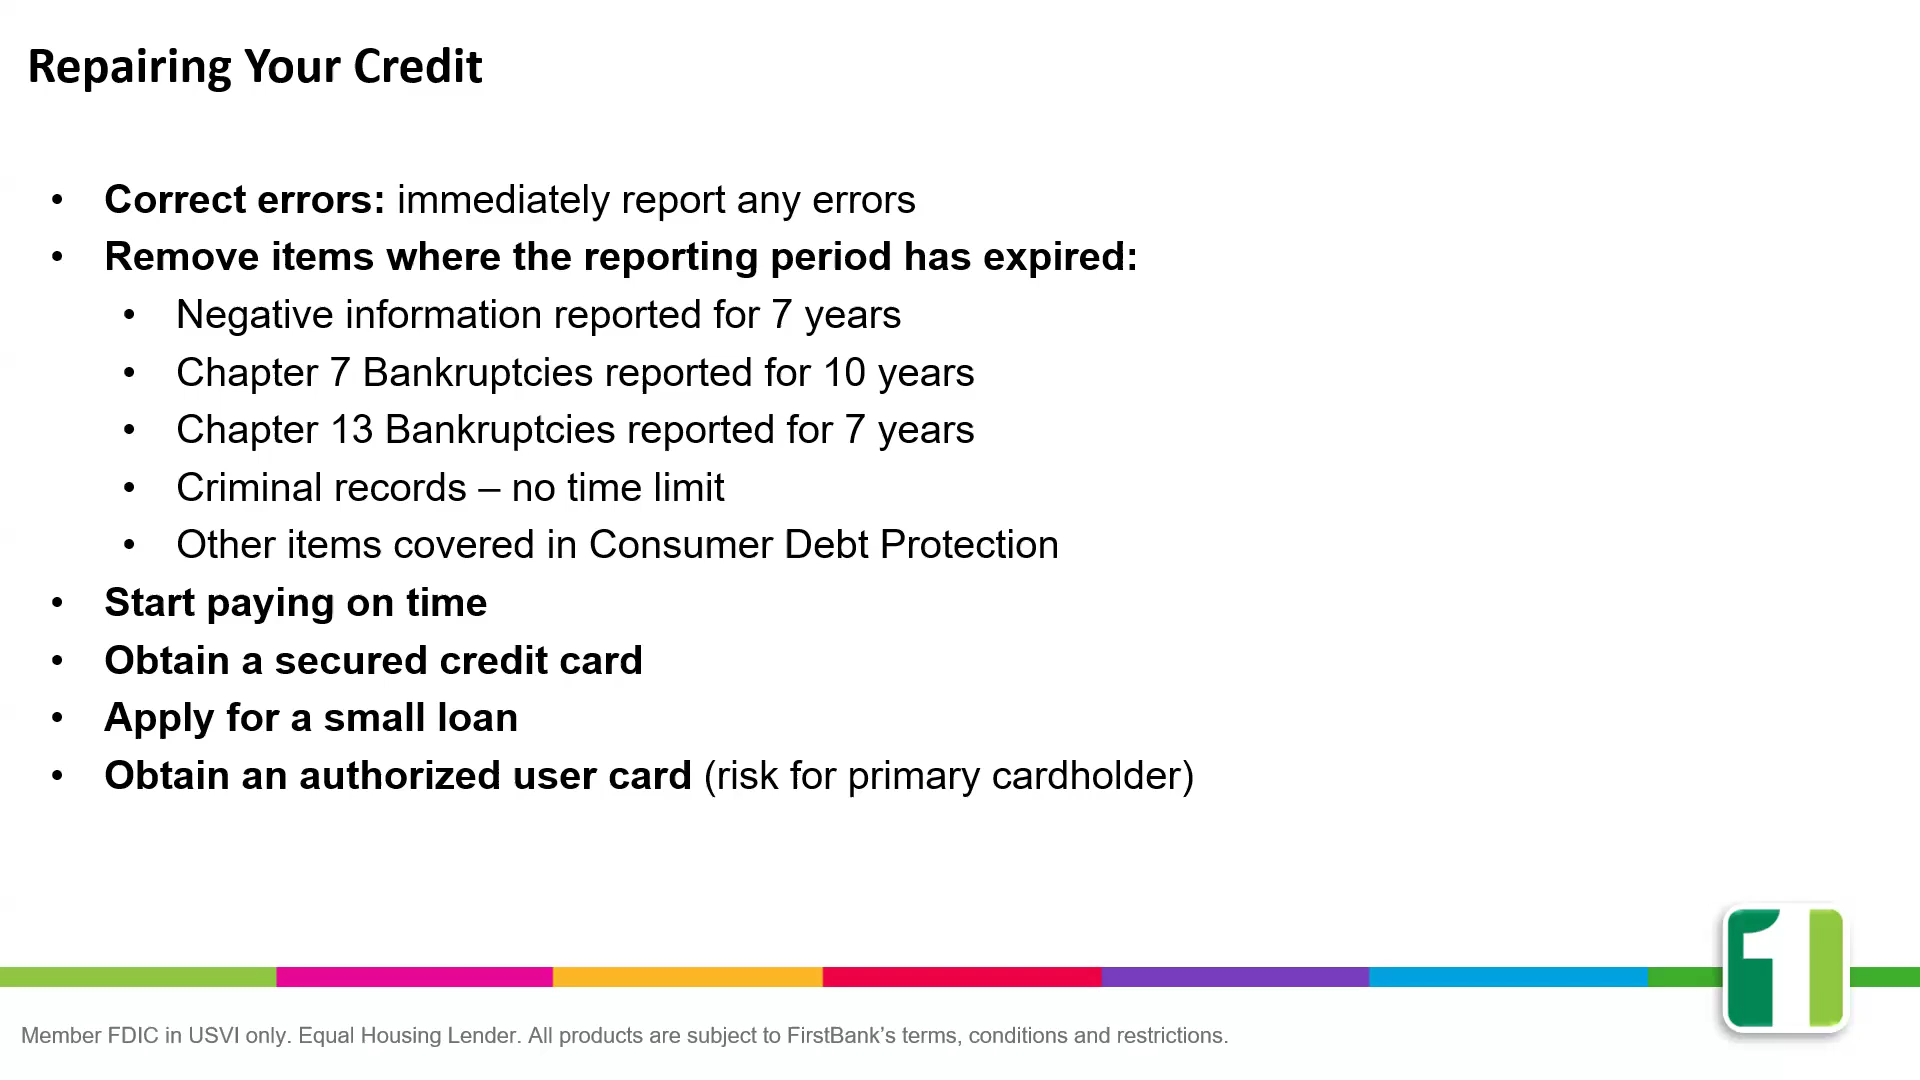 Repairing Your Credit
• Correct errors: immediately report any errors
• Remove items where the reporting period has expired:
• Negative information reported for 7 years
• Chapter 7 Bankruptcies reported for 10 years
• Chapter 13 Bankruptcies reported for 7 years
• Criminal records – no time limit
• Other items covered in Consumer Debt Protection
• Start paying on time
• Obtain a secured credit card
• Apply for a small loan
• Obtain an authorized user card (risk for primary cardholder)
1
Member FDIC in USVI only. Equal Housing Lender. All products are subject to FirstBank’s terms, conditions and restrictions.